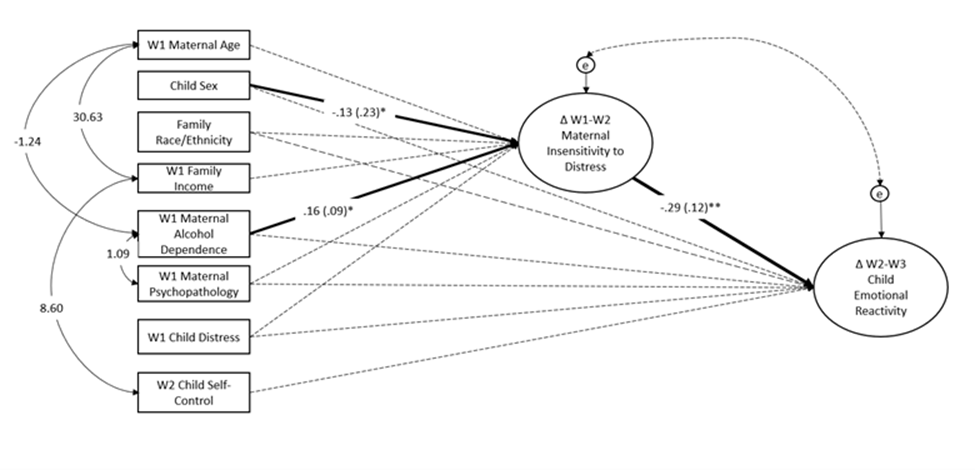 W1 Maternal Age
Child Sex
Family
Race/Ethnicity
W1 Family
Income
W1 Maternal
Alcohol
Dependence
W1 Maternal
Psychopathology
W1 Child Distress
W2 Child Self-
Control
-1.24
30.63
1.09
8.60
-.13 (.23)*
.16 (.09)*
e
Δ W1-W2
Maternal
Insensitivity to
Distress
-.29 (.12)**
e
Δ W2-W3
Child
Emotional
Reactivity